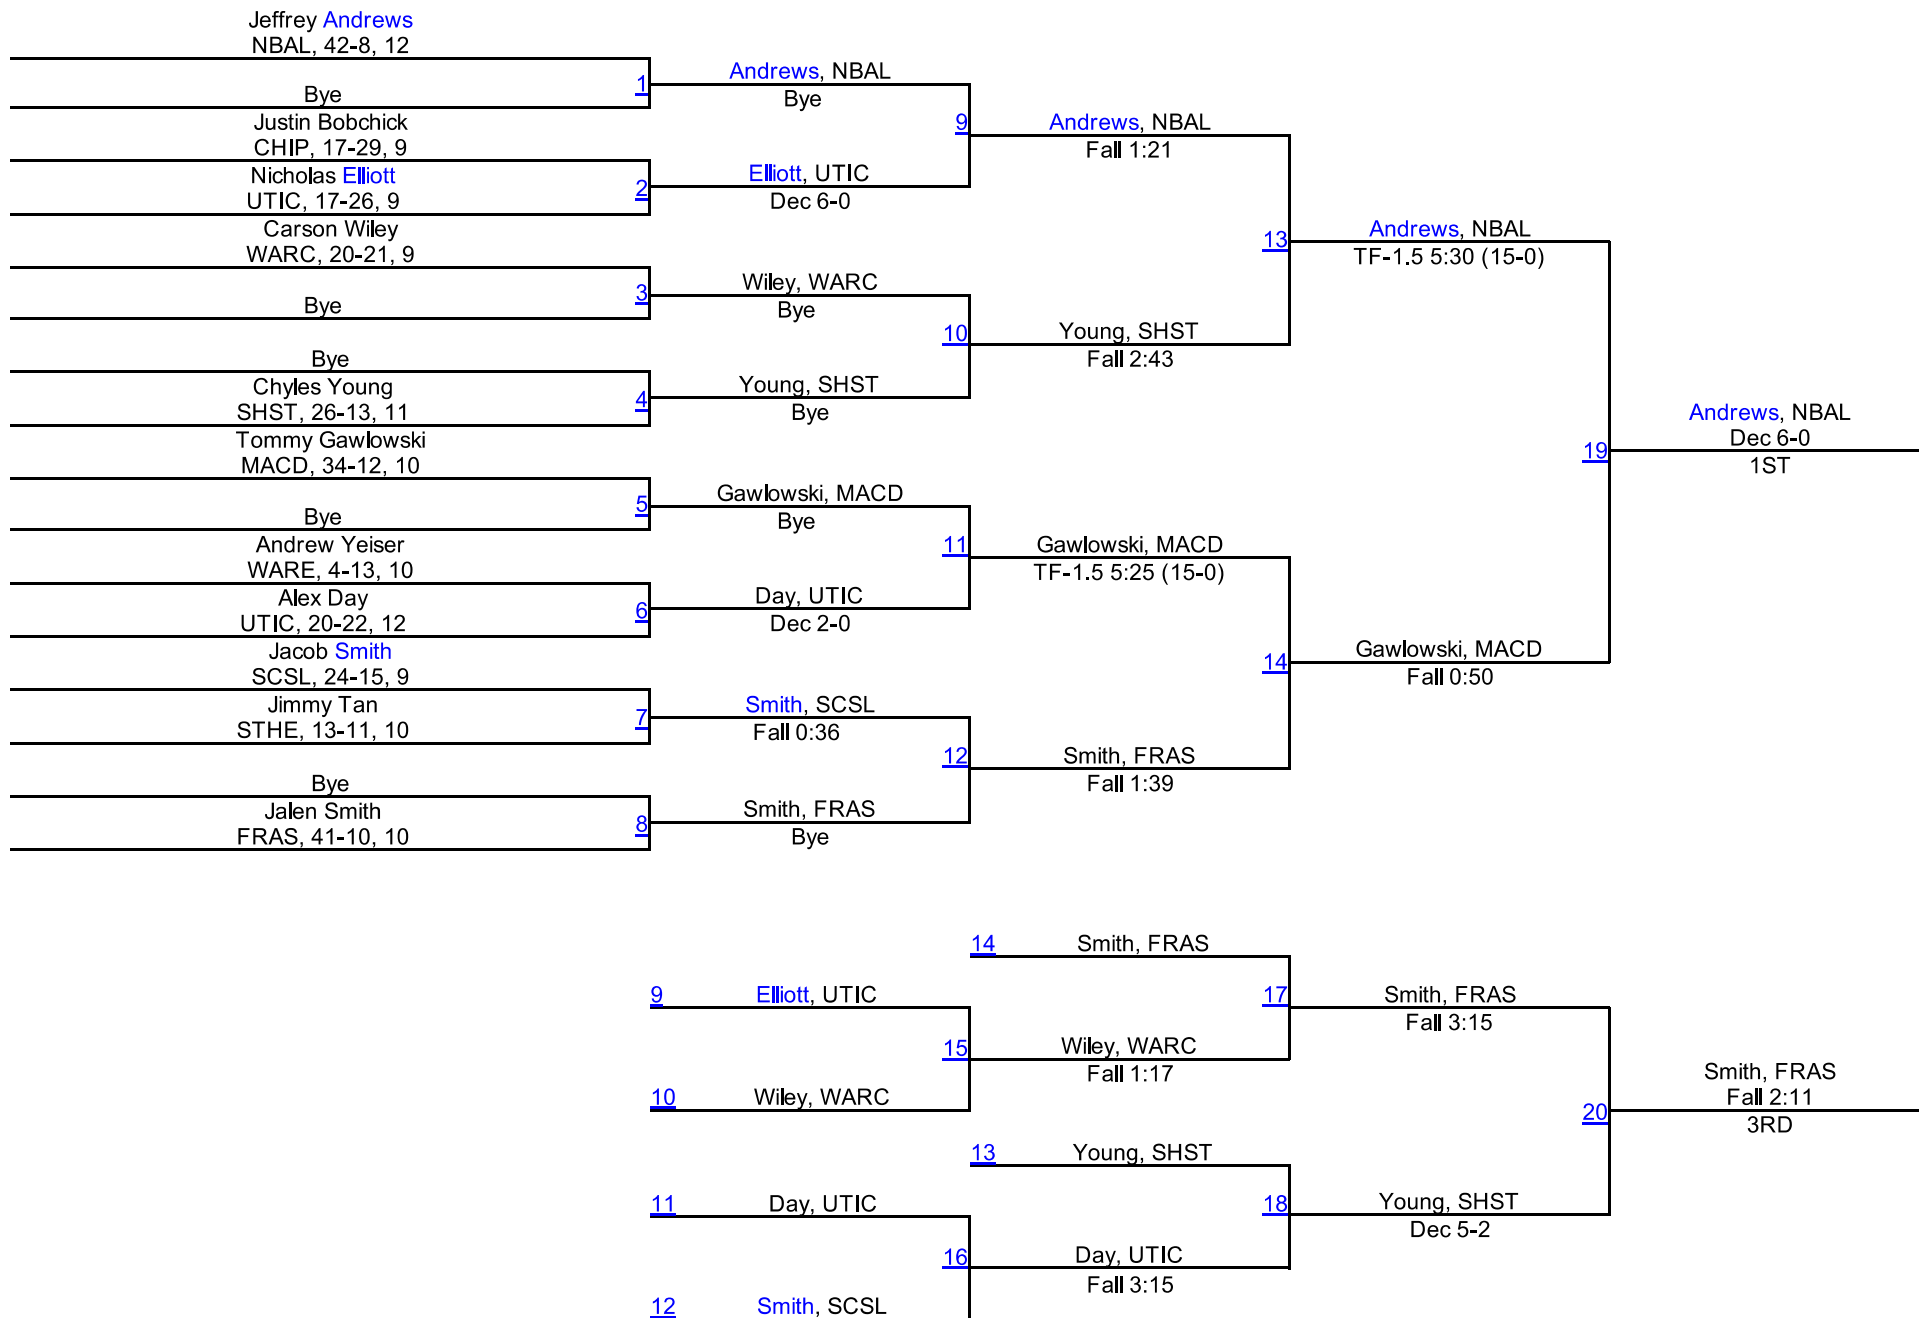 Jeffrey Andrews
NBAL, 42-8, 12
Bye
1
Andrews, NBAL
Bye
Justin Bobchick
CHIP, 17-29, 9
Nicholas Elliott
UTIC, 17-26, 9
2
Elliott, UTIC
Dec 6-0
9
Andrews, NBAL
Fall 1:21
Carson Wiley
WARC, 20-21, 9
Bye
3
Wiley, WARC
Bye
Bye
Chyles Young
SHST, 26-13, 11
4
Young, SHST
Bye
10
Young, SHST
Fall 2:43
13
Andrews, NBAL
TF-1.5 5:30 (15-0)
Tommy Gawlowski
MACD, 34-12, 10
Bye
5
Gawlowski, MACD
Bye
Andrew Yeiser
WARE, 4-13, 10
Alex Day
UTIC, 20-22, 12
6
Day, UTIC
Dec 2-0
11
Gawlowski, MACD
TF-1.5 5:25 (15-0)
Jacob Smith
SCSL, 24-15, 9
Jimmy Tan
STHE, 13-11, 10
7
Smith, SCSL
Fall 0:36
Bye
Jalen Smith
FRAS, 41-10, 10
8
Smith, FRAS
Bye
12
Smith, FRAS
Fall 1:39
14
Gawlowski, MACD
Fall 0:50
19
Andrews, NBAL
Dec 6-0
1ST
14
Smith, FRAS
9
Elliott, UTIC
10
Wiley, WARC
15
Wiley, WARC
Fall 1:17
17
Smith, FRAS
Fall 3:15
13
Young, SHST
11
Day, UTIC
12
Smith, SCSL
16
Day, UTIC
Fall 3:15
18
Young, SHST
Dec 5-2
20
Smith, FRAS
Fall 2:11
3RD